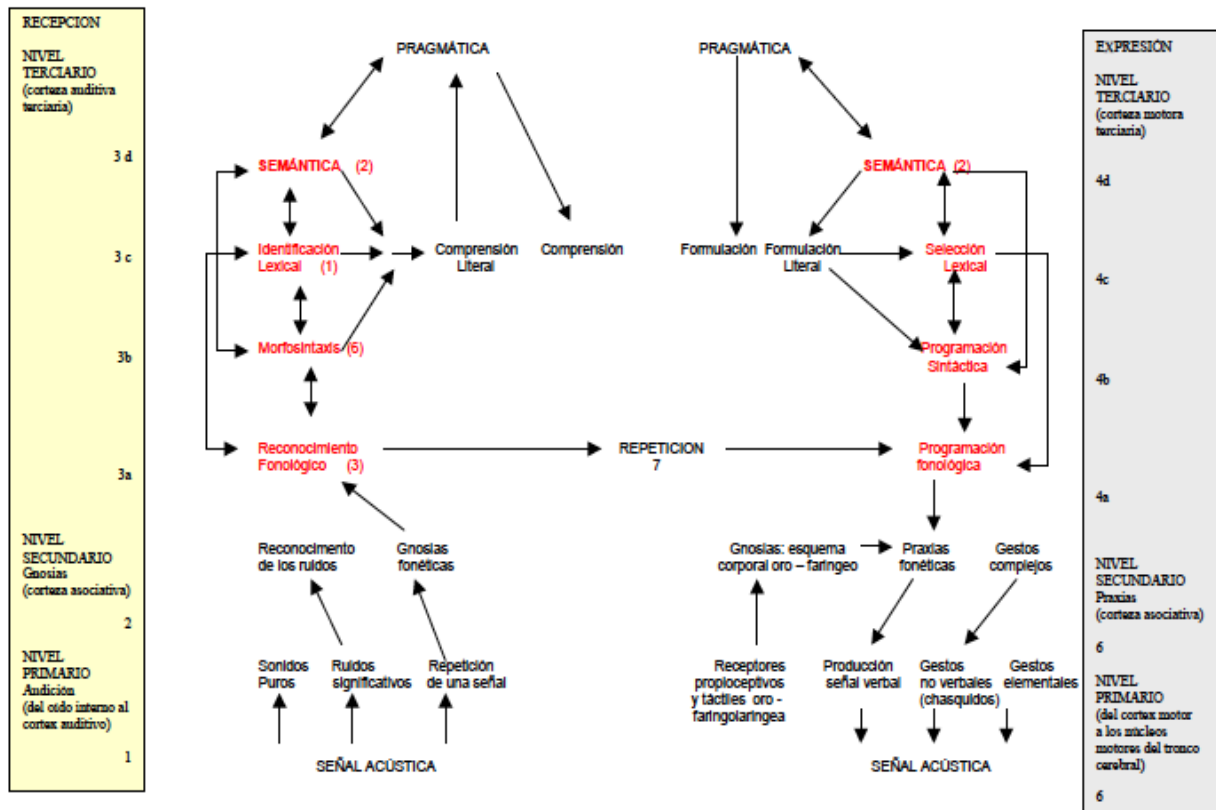 RECEPCION
NIVEL
TERCIARIO
(corteza auditiva
terciaria)
3 d
3 c
3b
3a
NIVEL
SECUNDARIO
Gnosias
(corteza asociativa)
2
NIVEL
PRIMARIO
Audición
(del oído interno al
cortex auditivo)
1
PRAGMÁTICA
SEMÁNTICA (2)
Identificación
Lexical (1)
Comprensión
Literal
Comprensión
Morfosintaxis (6)
Reconocimiento
Fonológico (3)
REPETICION
7
Reconocimento
de los ruidos
Gnosias
fonéticas
Sonidos
Puros
Ruidos
significativos
Repetición
de una señal
SEÑAL ACÚSTICA
PRAGMÁTICA
SEMÁNTICA (2)
Formulación
Formulación
Literal
Selección
Lexical
Programación
Sintáctica
Programación
fonológica
Gnosias: esquema
corporal oro – faríngeo
Praxias
fonéticas
Gestos
complejos
Receptores
propioceptivos
y táctiles oro -
faringolaringea
Producción
señal verbal
Gestos
no verbales
(chasquidos)
Gestos
elementales
SEÑAL ACÚSTICA
EXPRESIÓN
NIVEL
TERCIARIO
(corteza motora
terciaria)
4d
4c
4b
4a
NIVEL
SECUNDARIO
Praxias
(corteza asociativa)
6
NIVEL
PRIMARIO
(del cortex motor
a los núcleos
motores del tronco
cerebral)
6